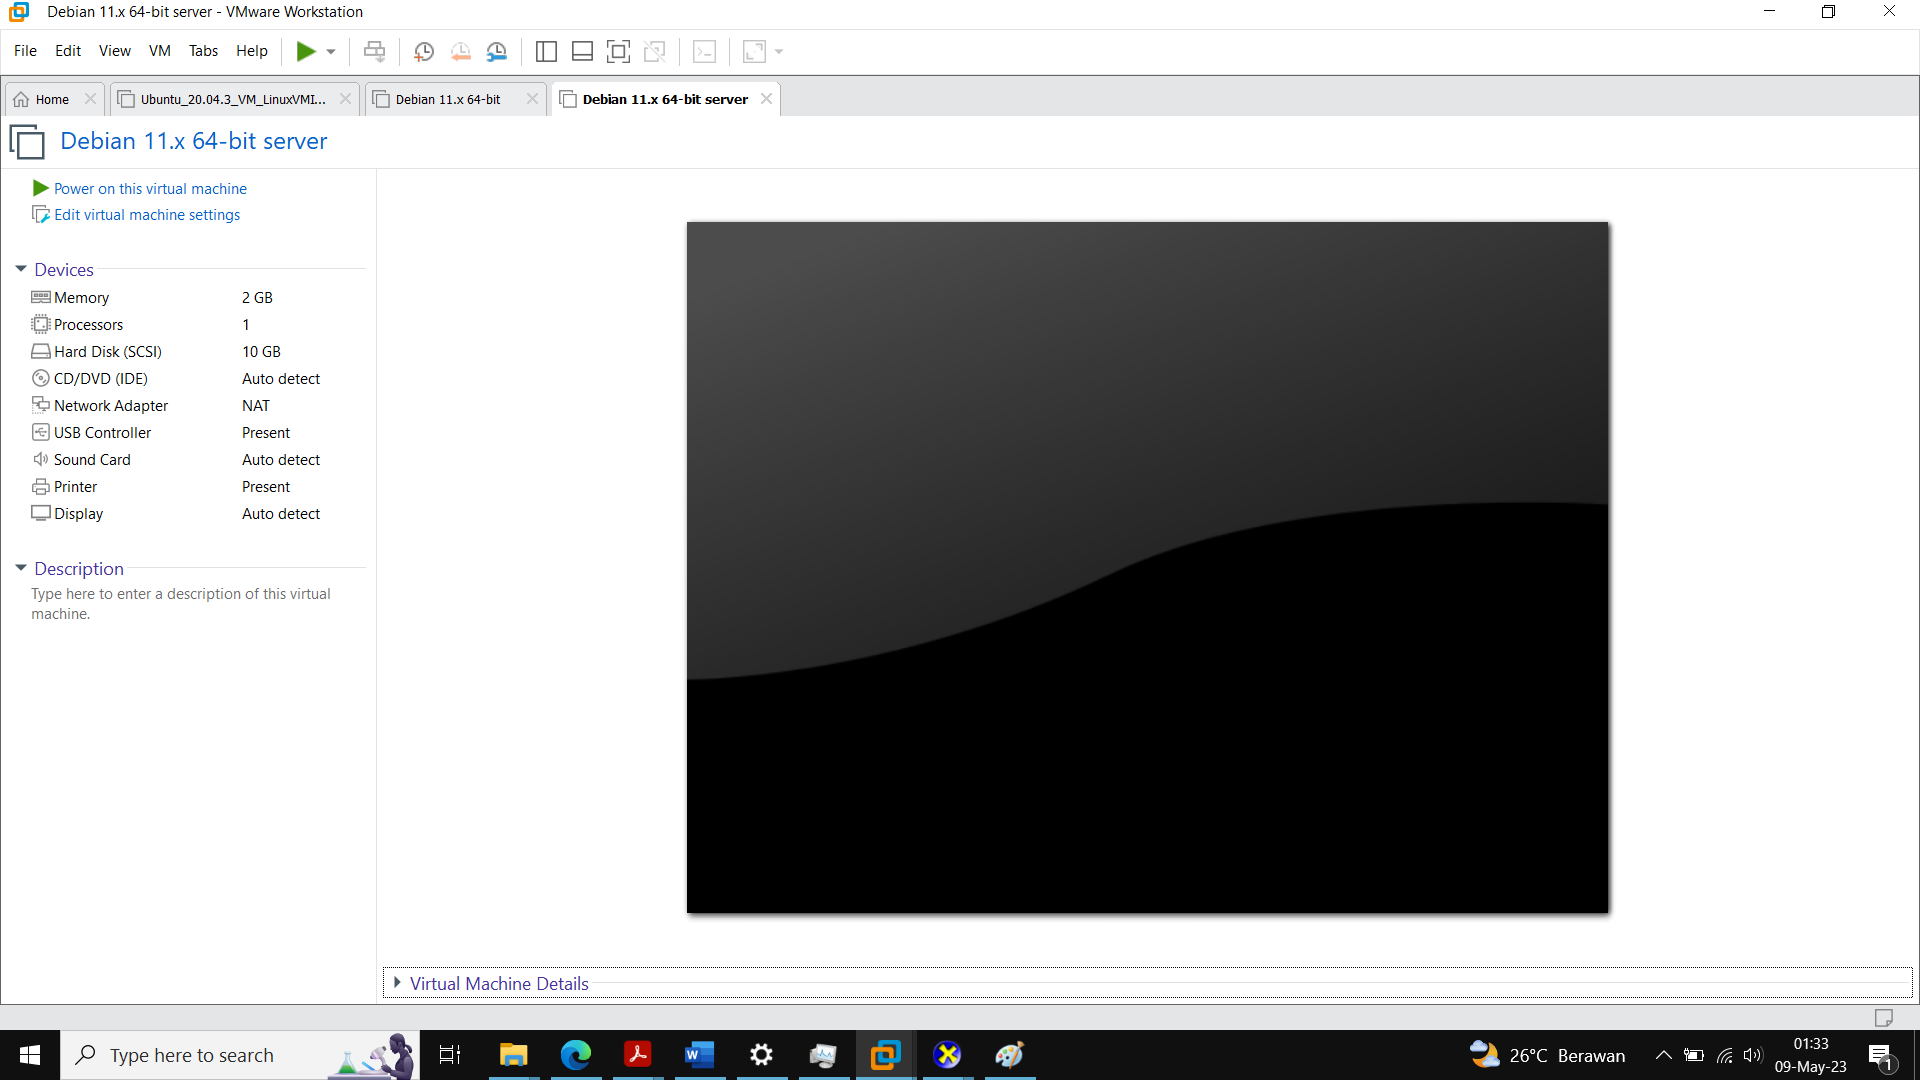 Debian 11.x 64-bit server - VMware Workstation
File Edit View VM Tabs Help
Home Ubuntu_20.04.3_VM_LinuxVMI... Debian 11.x 64-bit Debian 11.x 64-bit server
Debian 11.x 64-bit server
Power on this virtual machine
Edit virtual machine settings
Devices
Memory 2 GB
Processors 1
Hard Disk (SCSI) 10 GB
CD/DVD (IDE) Auto detect
Network Adapter NAT
USB Controller Present
Sound Card Auto detect
Printer Present
Display Auto detect
Description
Type here to enter a description of this virtual
machine.
Virtual Machine Details
Type here to search
26°C Berawan
01:33
09-May-23
1